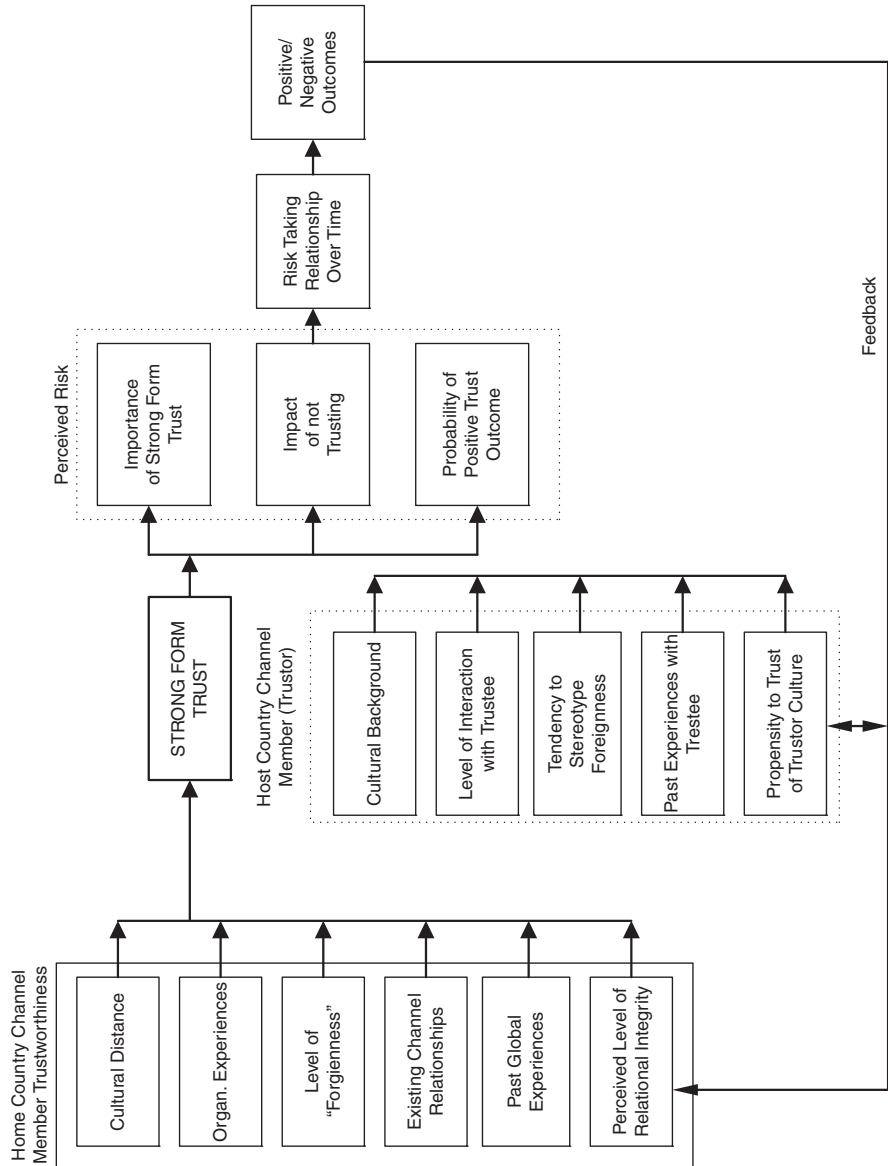 Home Country Channel
Member Trustworthiness
Cultural Distance
Organ. Experiences
Level of
“Forgienness”
Existing Channel
Relationships
Past Global
Experiences
Perceived Level of
Relational Integrity
STRONG FORM
TRUST
Host Country Channel
Member (Trustor)
Cultural Background
Level of Interaction
with Trustee
Tendency to
Stereotype
Foreignness
Past Experiences with
Trestee
Propensity to Trust
of Trustor Culture
Perceived Risk
Importance
of Strong Form
Trust
Impact
of not
Trusting
Probability of
Positive Trust
Outcome
Risk Taking
Relationship
Over Time
Positive/
Negative
Outcomes
Feedback